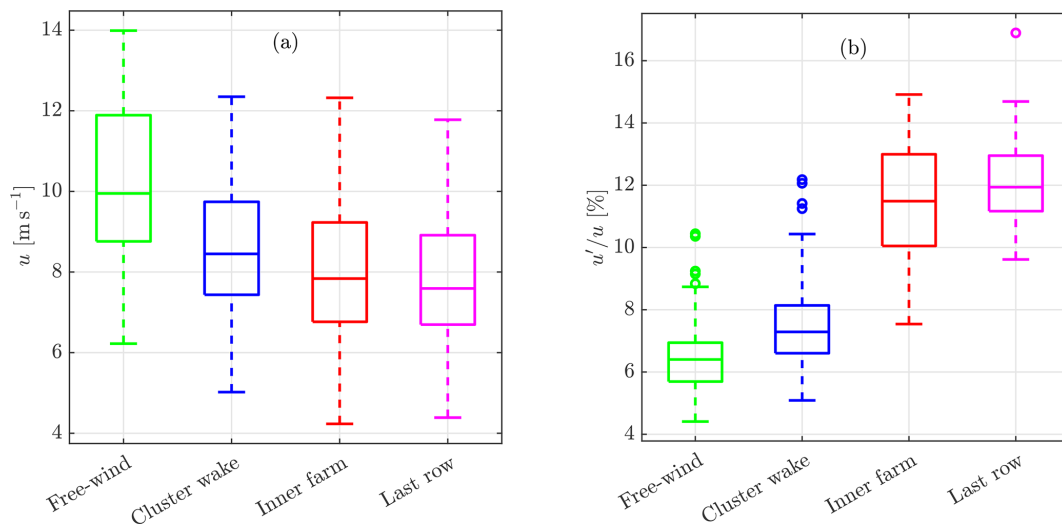 (a)
u [m s⁻¹]
14
12
10
8
6
4
Free-wind
Cluster wake
Inner farm
Last row
(b)
u′/u [%]
16
14
12
10
8
6
4
Free-wind
Cluster wake
Inner farm
Last row